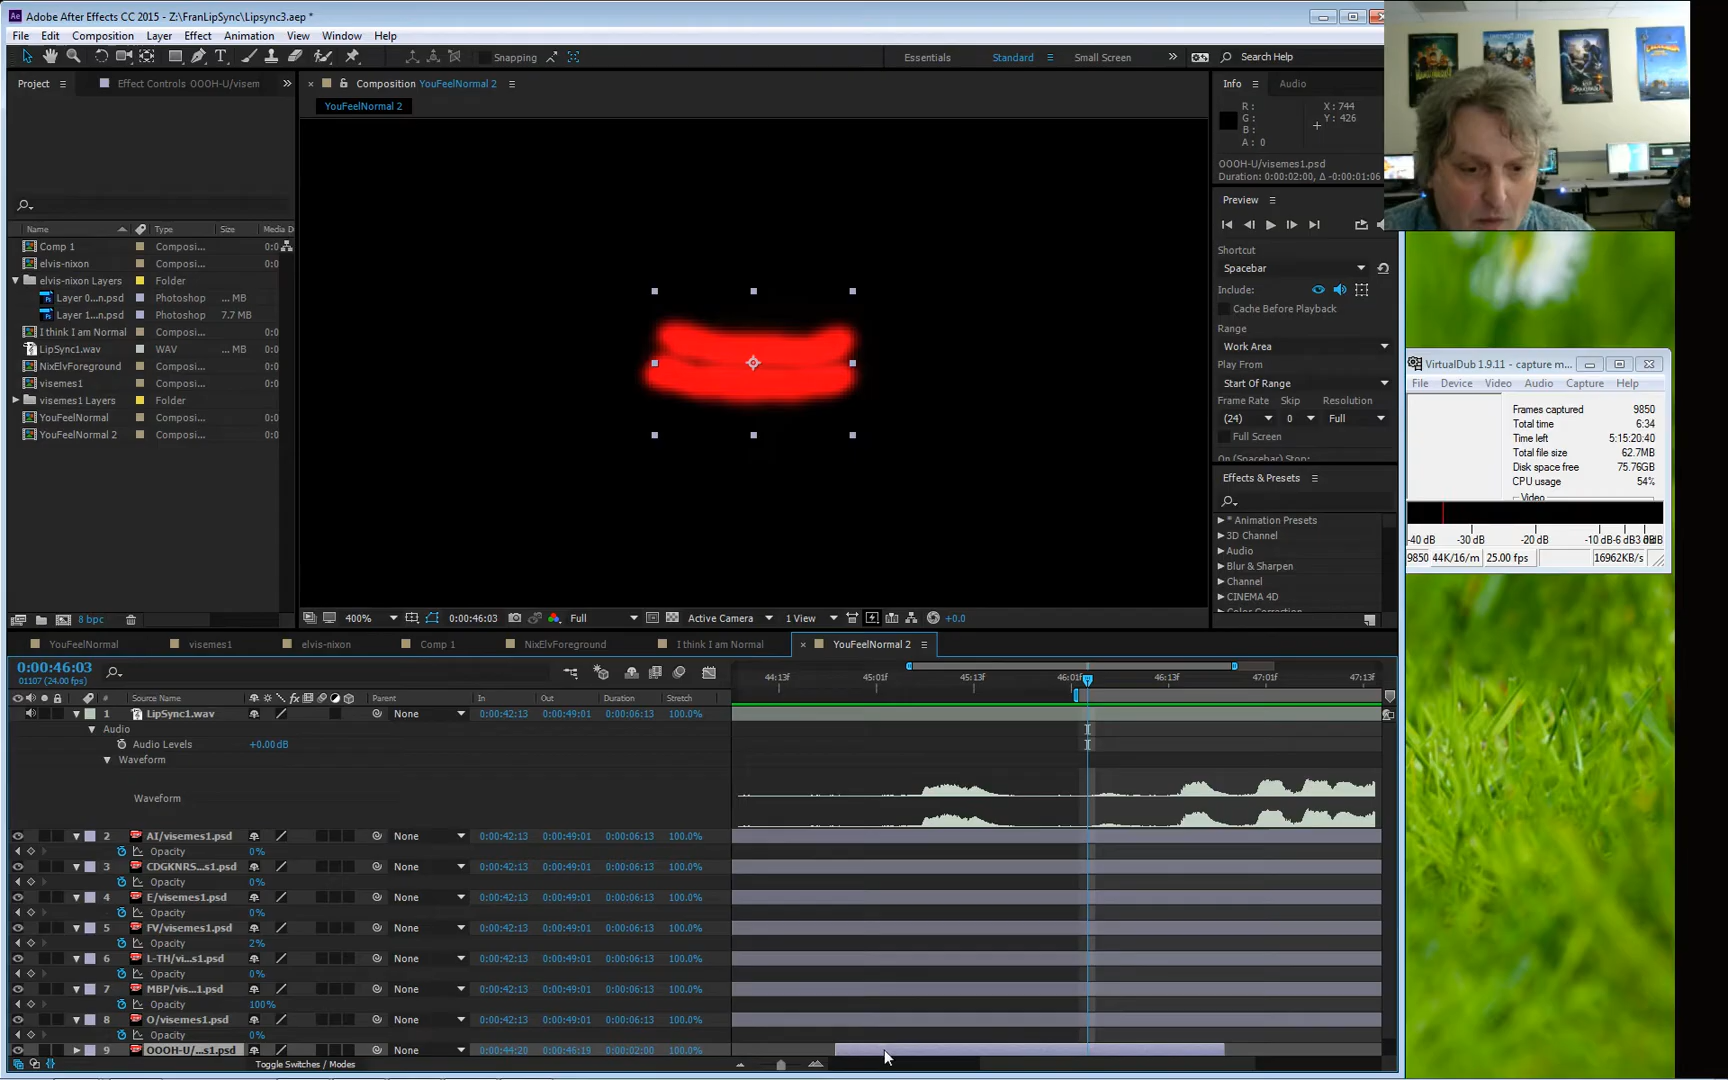 Adobe After Effects CC 2015 - Z:\FranLipSync\Lipsync3.aep *
File Edit Composition Layer Effect Animation View Window Help
Snapping
Essentials Standard Small Screen Search Help
Project Effect Controls OOOH-U/visem
Composition YouFeelNormal 2
YouFeelNormal 2
Info Audio
R: X: 744
G: Y: 426
B:
A: 0
OOOH-U/visemes1.psd
Duration: 0:00:02:00, Δ -0:00:01:06
Preview
Shortcut
Spacebar
Include:
Cache Before Playback
Range
Work Area
Play From
Start Of Range
Frame Rate Skip Resolution
(24) 0 Full
Full Screen
On (Spacebar) Stop:
Effects & Presets
* Animation Presets
3D Channel
Audio
Blur & Sharpen
Channel
CINEMA 4D
Color Correction
Name Type Size Media D
Comp 1 Composi... 0:0
elvis-nixon Composi... 0:0
elvis-nixon Layers Folder
Layer 0...n.psd Photoshop ... MB
Layer 1...n.psd Photoshop 7.7 MB
I think I am Normal Composi... 0:0
LipSync1.wav WAV ... MB 0:0
NixElvForeground Composi... 0:0
visemes1 Composi... 0:0
visemes1 Layers Folder
YouFeelNormal Composi... 0:0
YouFeelNormal 2 Composi... 0:0
8 bpc
400% 0:00:46:03 Full Active Camera 1 View +0.0
VirtualDub 1.9.11 - capture m...
File Device Video Audio Capture Help
Frames captured 9850
Total time 6:34
Time left 5:15:20:40
Total file size 62.7MB
Disk space free 75.76GB
CPU usage 54%
Video
-40 dB -30 dB -20 dB
9850 44K/16/m 25.00 fps 16962KB/s
YouFeelNormal visemes1 elvis-nixon Comp 1 NixElvForeground I think I am Normal YouFeelNormal 2
0:00:46:03
01107 (24.00 fps)
44:13f 45:01f 45:13f 46:01f 46:13f 47:01f 47:13f
# Source Name Parent In Out Duration Stretch
1 LipSync1.wav None 0:00:42:13 0:00:49:01 0:00:06:13 100.0%
Audio
Audio Levels +0.00dB
Waveform
Waveform
2 AI/visemes1.psd None 0:00:42:13 0:00:49:01 0:00:06:13 100.0%
Opacity 0%
3 CDGKNRS...s1.psd None 0:00:42:13 0:00:49:01 0:00:06:13 100.0%
Opacity 0%
4 E/visemes1.psd None 0:00:42:13 0:00:49:01 0:00:06:13 100.0%
Opacity 0%
5 FV/visemes1.psd None 0:00:42:13 0:00:49:01 0:00:06:13 100.0%
Opacity 2%
6 L-TH/vi...s1.psd None 0:00:42:13 0:00:49:01 0:00:06:13 100.0%
Opacity 0%
7 MBP/vis...1.psd None 0:00:42:13 0:00:49:01 0:00:06:13 100.0%
Opacity 100%
8 O/visemes1.psd None 0:00:42:13 0:00:49:01 0:00:06:13 100.0%
Opacity 0%
9 OOOH-U/...s1.psd None 0:00:44:20 0:00:46:19 0:00:02:00 100.0%
Toggle Switches / Modes